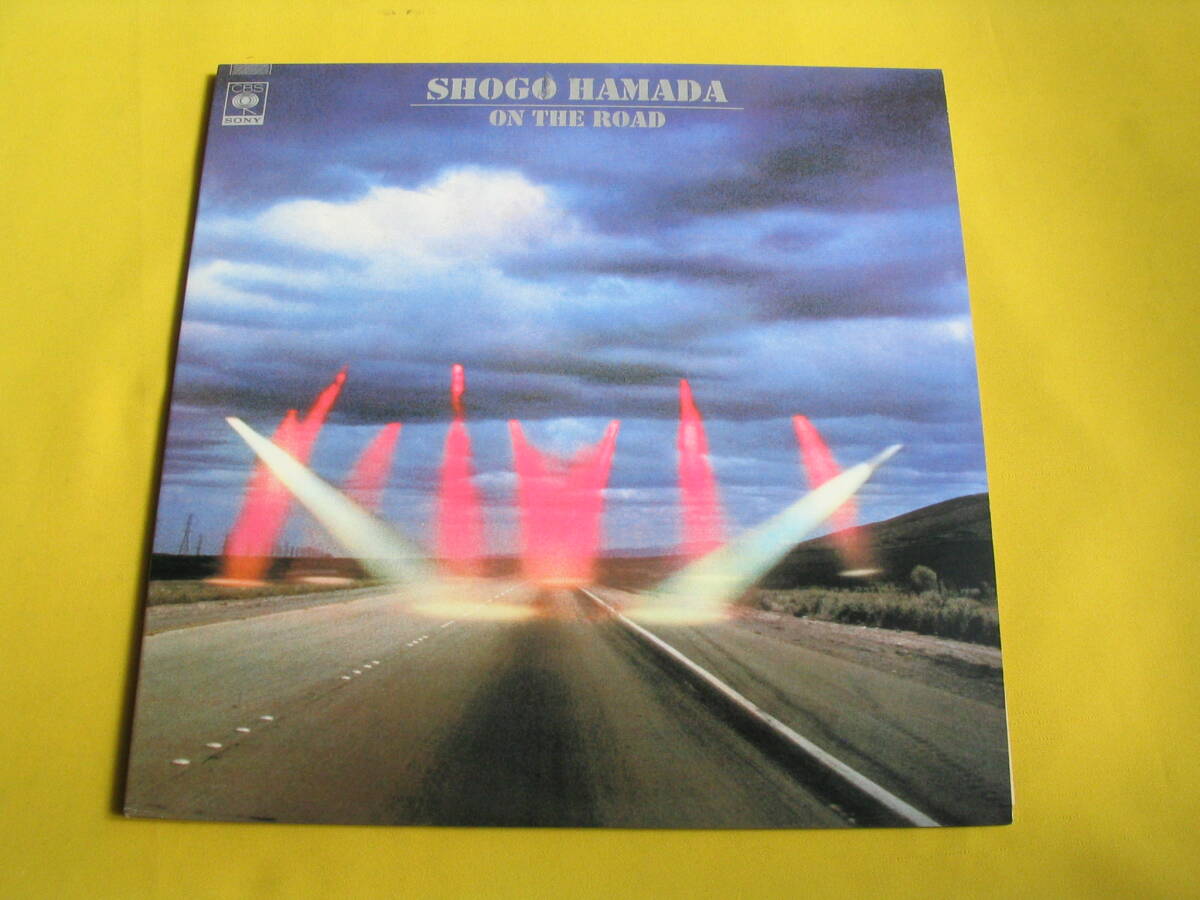 CBS
SONY
SHOGO HAMADA
ON THE ROAD